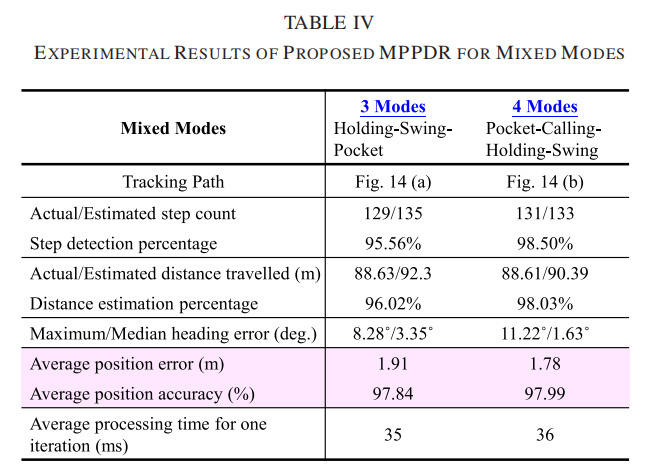 TABLE IV
EXPERIMENTAL RESULTS OF PROPOSED MPPDR FOR MIXED MODES
Mixed Modes
3 Modes
Holding-Swing-
Pocket
4 Modes
Pocket-Calling-
Holding-Swing
Tracking Path Fig. 14 (a) Fig. 14 (b)
Actual/Estimated step count 129/135 131/133
Step detection percentage 95.56% 98.50%
Actual/Estimated distance travelled (m) 88.63/92.3 88.61/90.39
Distance estimation percentage 96.02% 98.03%
Maximum/Median heading error (deg.) 8.28˚/3.35˚ 11.22˚/1.63˚
Average position error (m) 1.91 1.78
Average position accuracy (%) 97.84 97.99
Average processing time for one
iteration (ms) 35 36